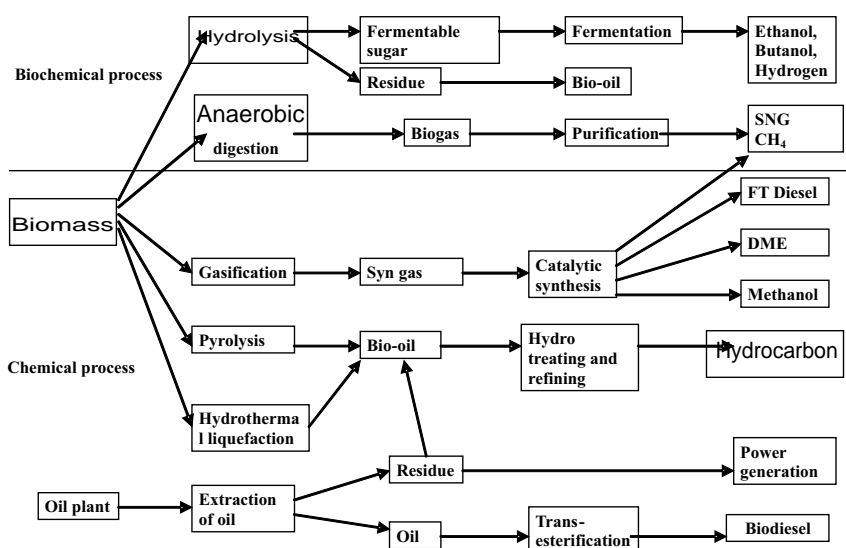 Hydrolysis
Fermentable
sugar
Fermentation
Ethanol,
Butanol,
Hydrogen
Biochemical process
Residue
Bio-oil
Anaerobic
digestion
Biogas
Purification
SNG
CH₄
Biomass
FT Diesel
Gasification
Syn gas
Catalytic
synthesis
DME
Methanol
Pyrolysis
Bio-oil
Hydro
treating and
refining
Hydrocarbon
Chemical process
Hydrotherma
l liquefaction
Residue
Power
generation
Oil plant
Extraction
of oil
Oil
Trans-
esterification
Biodiesel